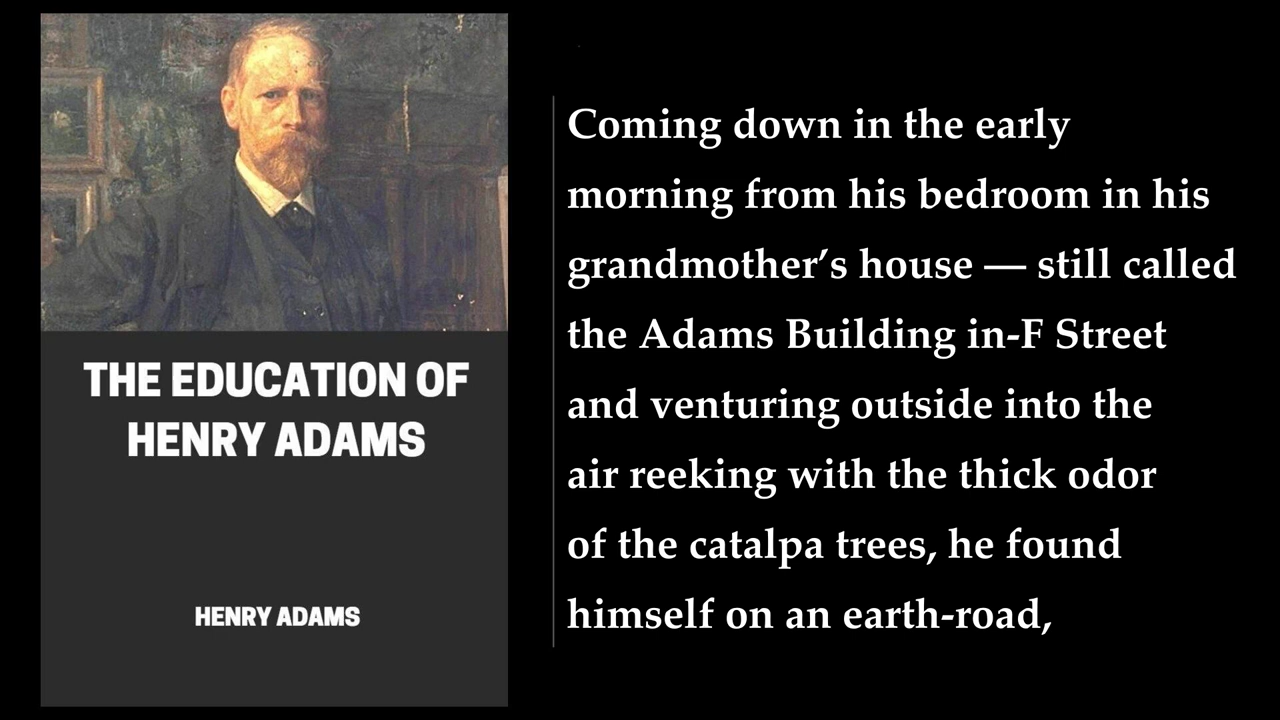 THE EDUCATION OF
HENRY ADAMS
HENRY ADAMS
Coming down in the early
morning from his bedroom in his
grandmother’s house — still called
the Adams Building in-F Street
and venturing outside into the
air reeking with the thick odor
of the catalpa trees, he found
himself on an earth-road,